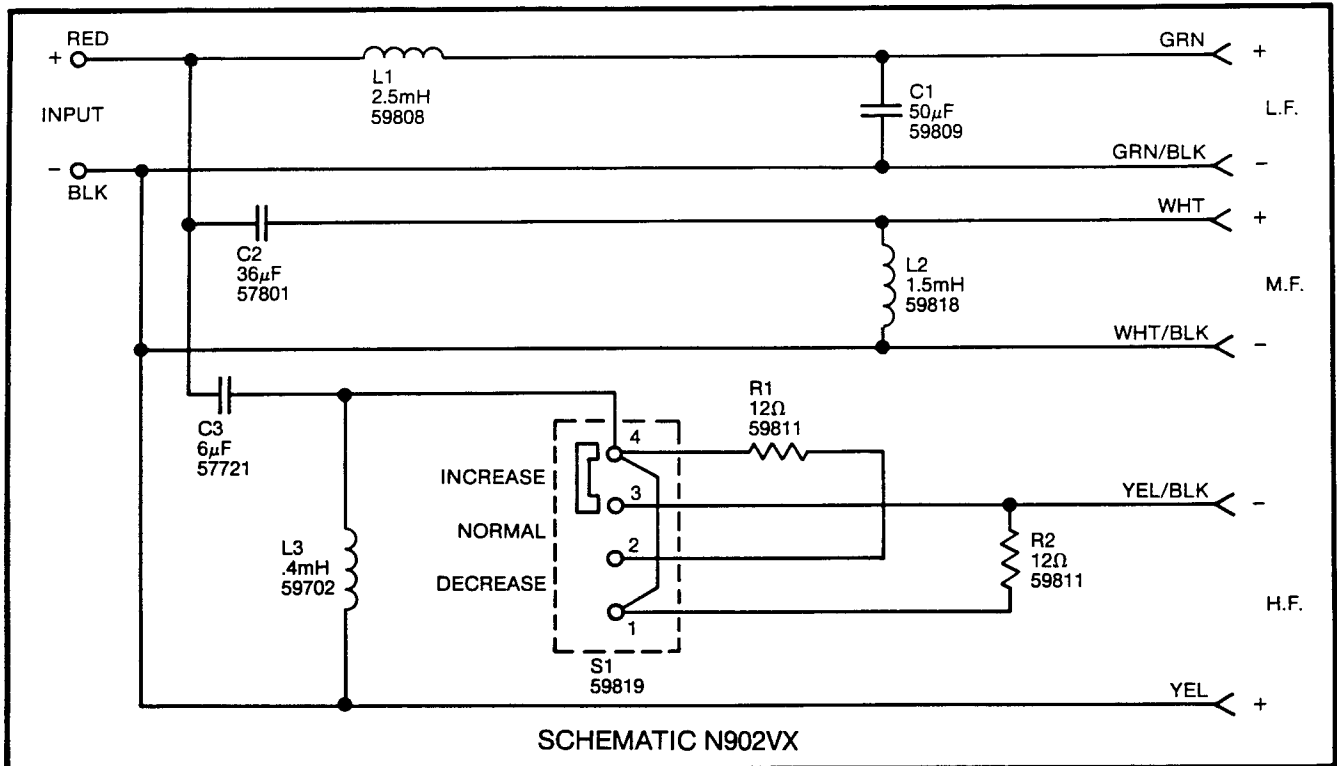 RED
+
INPUT
-
BLK
L1
2.5mH
59808
C1
50µF
59809
GRN
+
L.F.
GRN/BLK
-
C2
36µF
57801
WHT
+
L2
1.5mH
59818
M.F.
WHT/BLK
-
C3
6µF
57721
L3
.4mH
59702
INCREASE
NORMAL
DECREASE
4
3
2
1
S1
59819
R1
12Ω
59811
YEL/BLK
-
R2
12Ω
59811
H.F.
YEL
+
SCHEMATIC N902VX